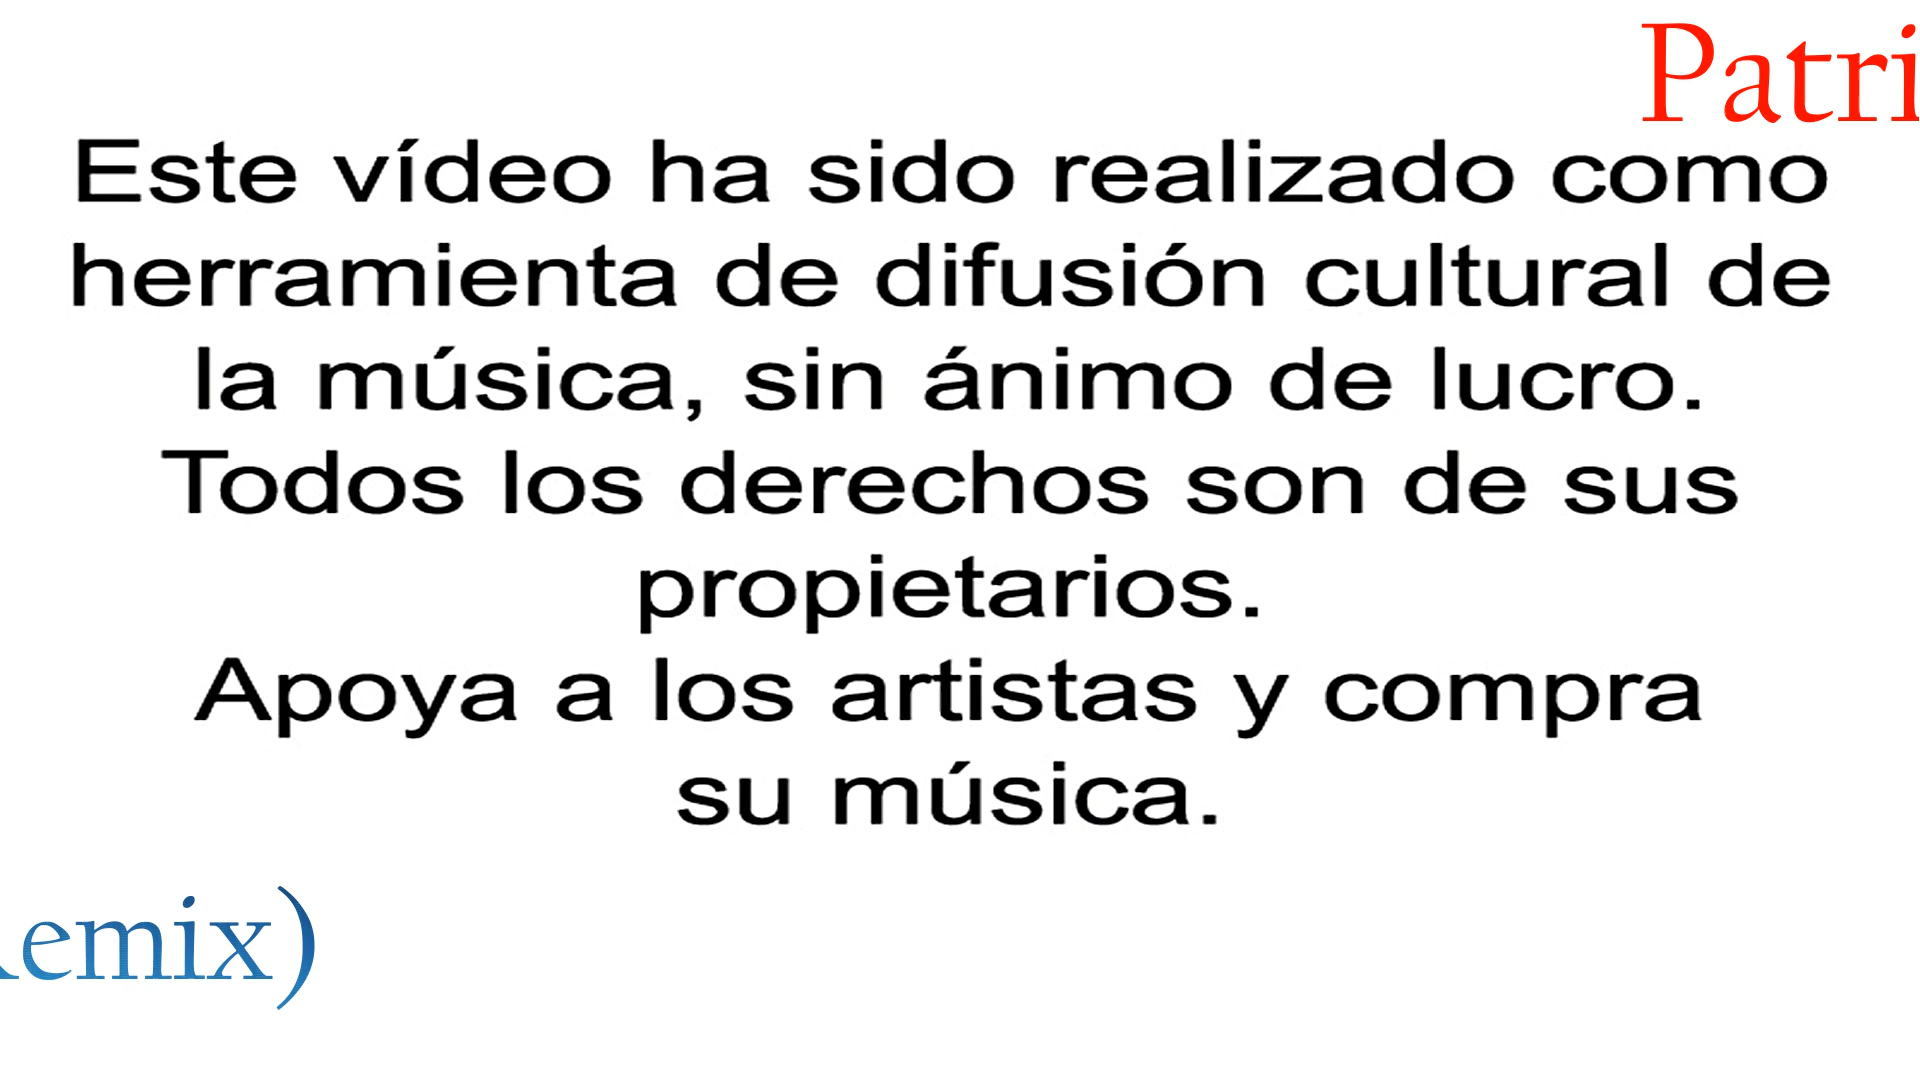 Patri
Este vídeo ha sido realizado como
herramienta de difusión cultural de
la música, sin ánimo de lucro.
Todos los derechos son de sus
propietarios.
Apoya a los artistas y compra
su música.
emix)